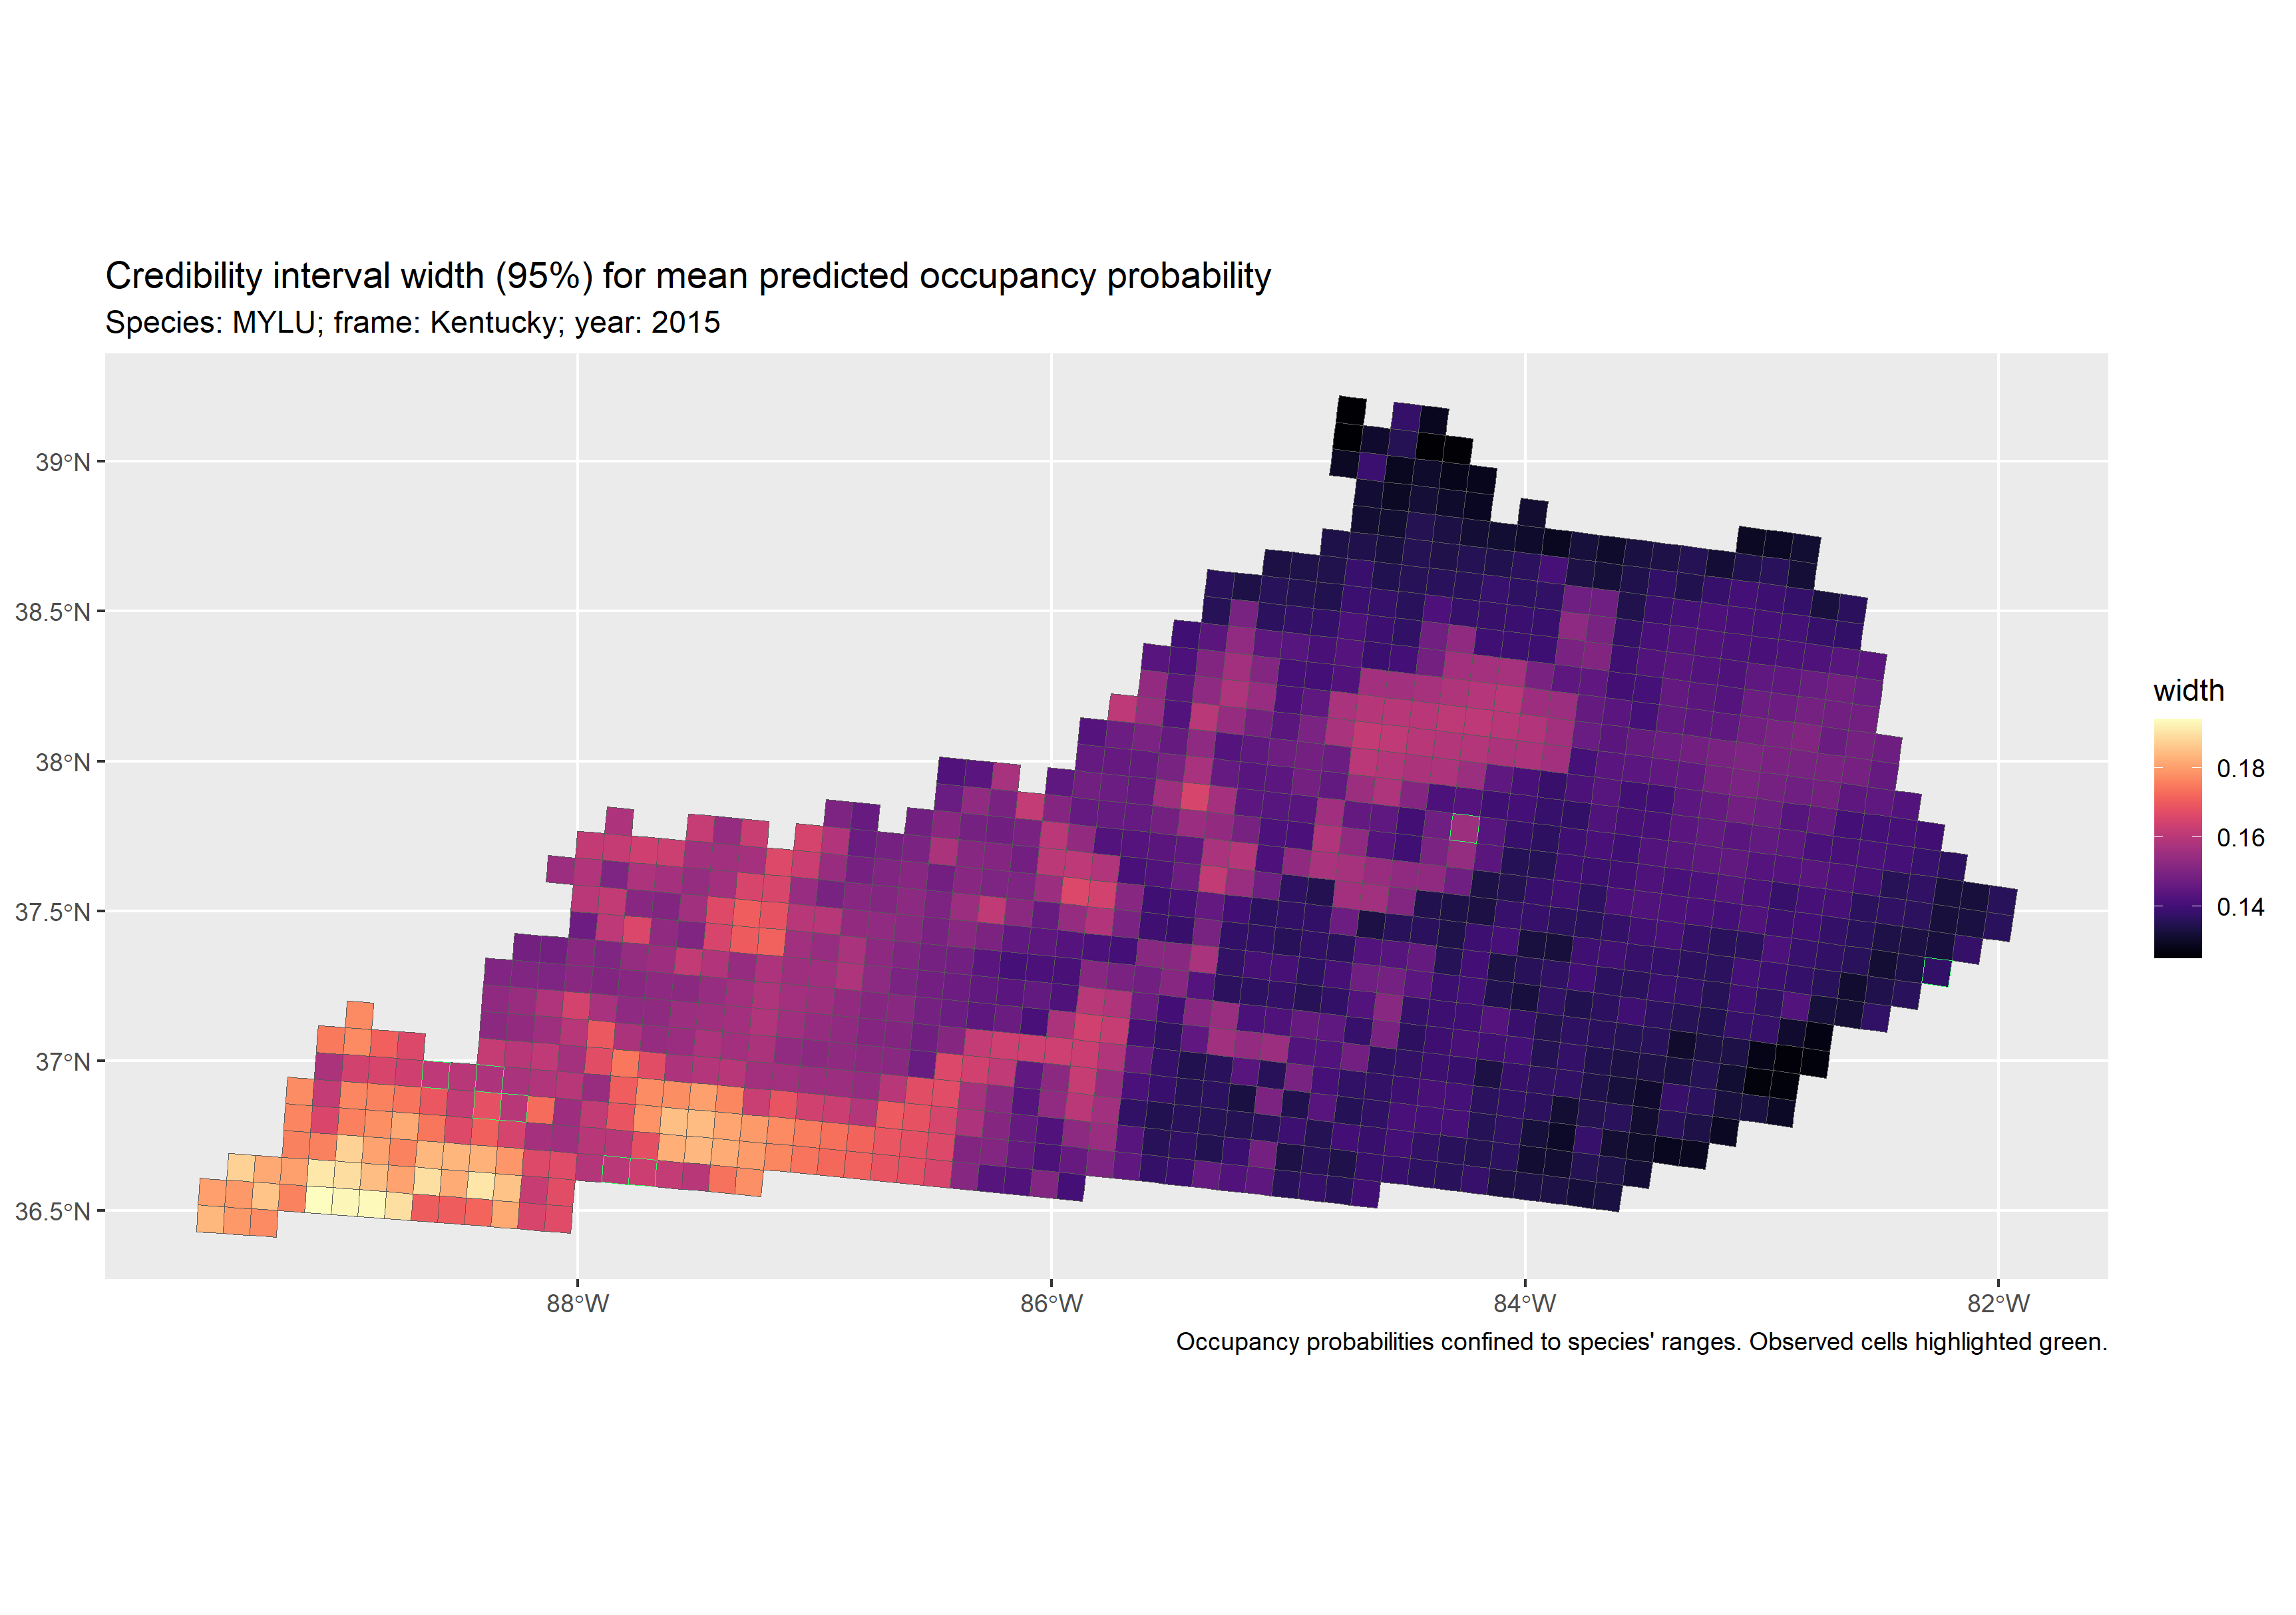 Credibility interval width (95%) for mean predicted occupancy probability
Species: MYLU; frame: Kentucky; year: 2015
39°N
38.5°N
38°N
37.5°N
37°N
36.5°N
88°W
86°W
84°W
82°W
width
0.18
0.16
0.14
Occupancy probabilities confined to species' ranges. Observed cells highlighted green.